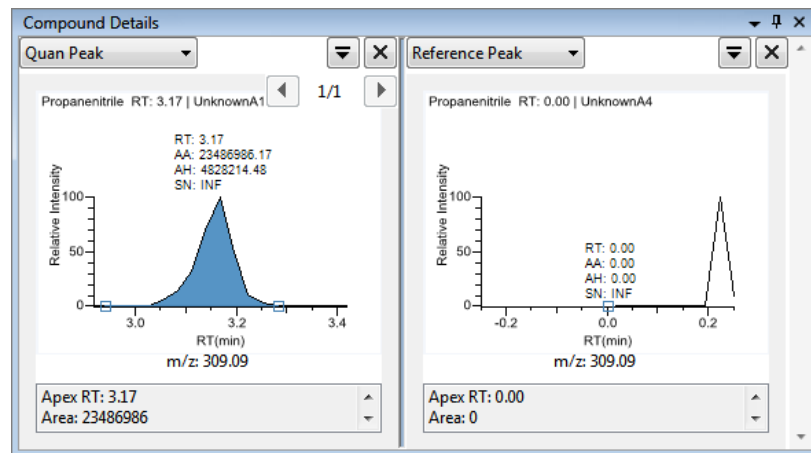 Compound Details
Quan Peak
1/1
Propanenitrile RT: 3.17 | UnknownA1
RT: 3.17
AA: 23486986.17
AH: 4828214.48
SN: INF
Relative Intensity
100
50
0
3.0 3.2 3.4
RT(min)
m/z: 309.09
Apex RT: 3.17
Area: 23486986
Reference Peak
Propanenitrile RT: 0.00 | UnknownA4
RT: 0.00
AA: 0.00
AH: 0.00
SN: INF
Relative Intensity
100
50
0
-0.2 0.0 0.2
RT(min)
m/z: 309.09
Apex RT: 0.00
Area: 0